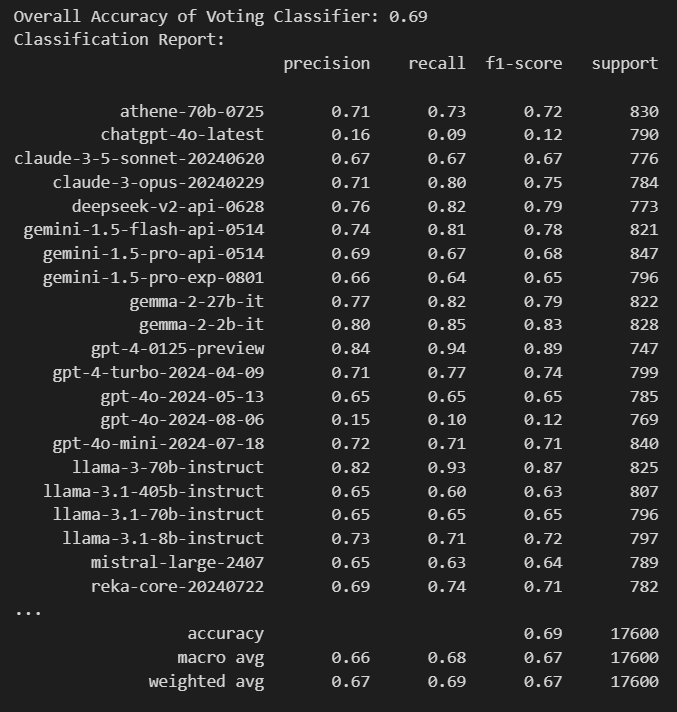 Overall Accuracy of Voting Classifier: 0.69
Classification Report:
precision recall f1-score support
athene-70b-0725 0.71 0.73 0.72 830
chatgpt-4o-latest 0.16 0.09 0.12 790
claude-3-5-sonnet-20240620 0.67 0.67 0.67 776
claude-3-opus-20240229 0.71 0.80 0.75 784
deepseek-v2-api-0628 0.76 0.82 0.79 773
gemini-1.5-flash-api-0514 0.74 0.81 0.78 821
gemini-1.5-pro-api-0514 0.69 0.67 0.68 847
gemini-1.5-pro-exp-0801 0.66 0.64 0.65 796
gemma-2-27b-it 0.77 0.82 0.79 822
gemma-2-2b-it 0.80 0.85 0.83 828
gpt-4-0125-preview 0.84 0.94 0.89 747
gpt-4-turbo-2024-04-09 0.71 0.77 0.74 799
gpt-4o-2024-05-13 0.65 0.65 0.65 785
gpt-4o-2024-08-06 0.15 0.10 0.12 769
gpt-4o-mini-2024-07-18 0.72 0.71 0.71 840
llama-3-70b-instruct 0.82 0.93 0.87 825
llama-3.1-405b-instruct 0.65 0.60 0.63 807
llama-3.1-70b-instruct 0.65 0.65 0.65 796
llama-3.1-8b-instruct 0.73 0.71 0.72 797
mistral-large-2407 0.65 0.63 0.64 789
reka-core-20240722 0.69 0.74 0.71 782
...
accuracy 0.69 17600
macro avg 0.66 0.68 0.67 17600
weighted avg 0.67 0.69 0.67 17600